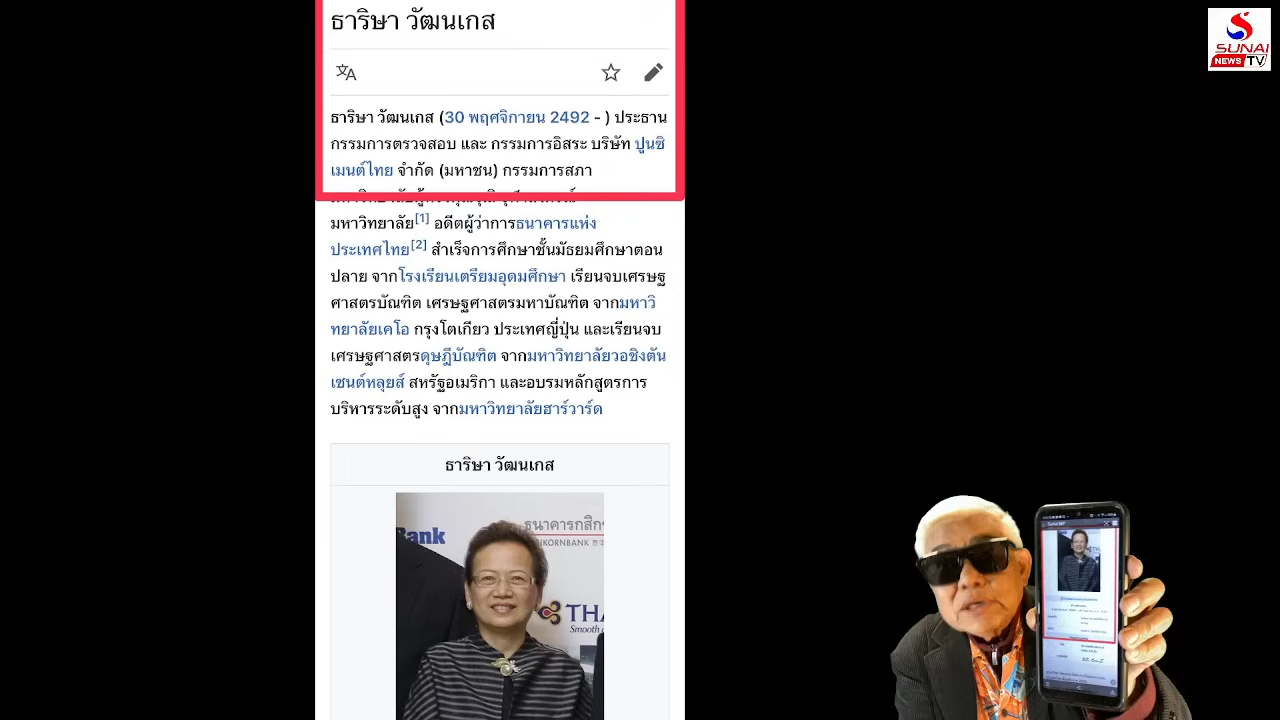 ธาริษา วัฒนเกส
ธาริษา วัฒนเกส (30 พฤศจิกายน 2492 - ) ประธาน
กรรมการตรวจสอบ และ กรรมการอิสระ บริษัท ปูนซิ
เมนต์ไทย จำกัด (มหาชน) กรรมการสภา
มหาวิทยาลัย[1] อดีตผู้ว่าการธนาคารแห่ง
ประเทศไทย[2] สำเร็จการศึกษาชั้นมัธยมศึกษาตอน
ปลาย จากโรงเรียนเตรียมอุดมศึกษา เรียนจบเศรษฐ
ศาสตรบัณฑิต เศรษฐศาสตรมหาบัณฑิต จากมหาวิ
ทยาลัยเคโอ กรุงโตเกียว ประเทศญี่ปุ่น และเรียนจบ
เศรษฐศาสตรดุษฎีบัณฑิต จากมหาวิทยาลัยวอชิงตัน
เซนต์หลุยส์ สหรัฐอเมริกา และอบรมหลักสูตรการ
บริหารระดับสูง จากมหาวิทยาลัยฮาร์วาร์ด
ธาริษา วัฒนเกส
ธนาคารกสิก
Bank
IKORNBANK
THA
Smooth
SUNAI
NEWS TV